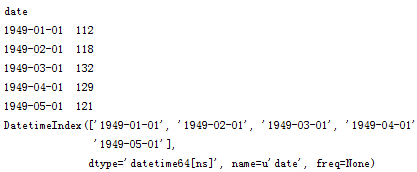 date
1949-01-01  112
1949-02-01  118
1949-03-01  132
1949-04-01  129
1949-05-01  121
DatetimeIndex(['1949-01-01', '1949-02-01', '1949-03-01', '1949-04-01'
'1949-05-01'],
dtype='datetime64[ns]', name=u'date', freq=None)